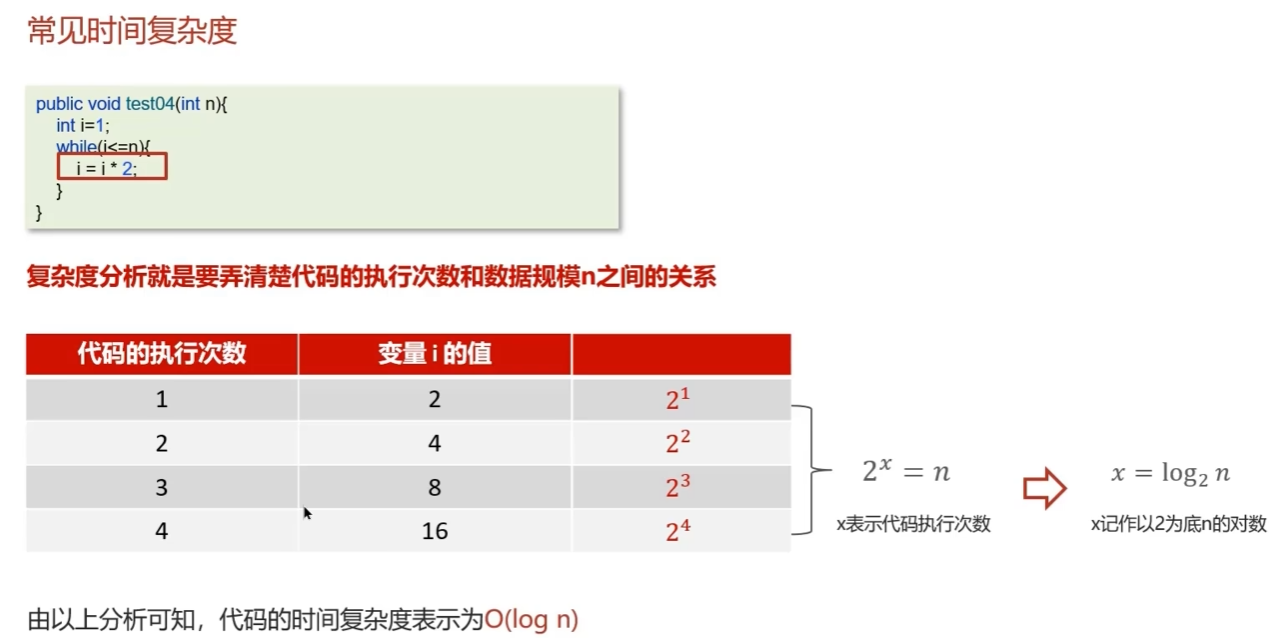 常见时间复杂度
public void test04(int n){
int i=1;
while(i<=n){
i = i * 2;
}
}
复杂度分析就是要弄清楚代码的执行次数和数据规模n之间的关系
代码的执行次数 变量 i 的值
1 2 2¹
2 4 2²
3 8 2³
4 16 2⁴
2ˣ = n
x表示代码执行次数
x = log₂ n
x记作以2为底n的对数
由以上分析可知，代码的时间复杂度表示为O(log n)